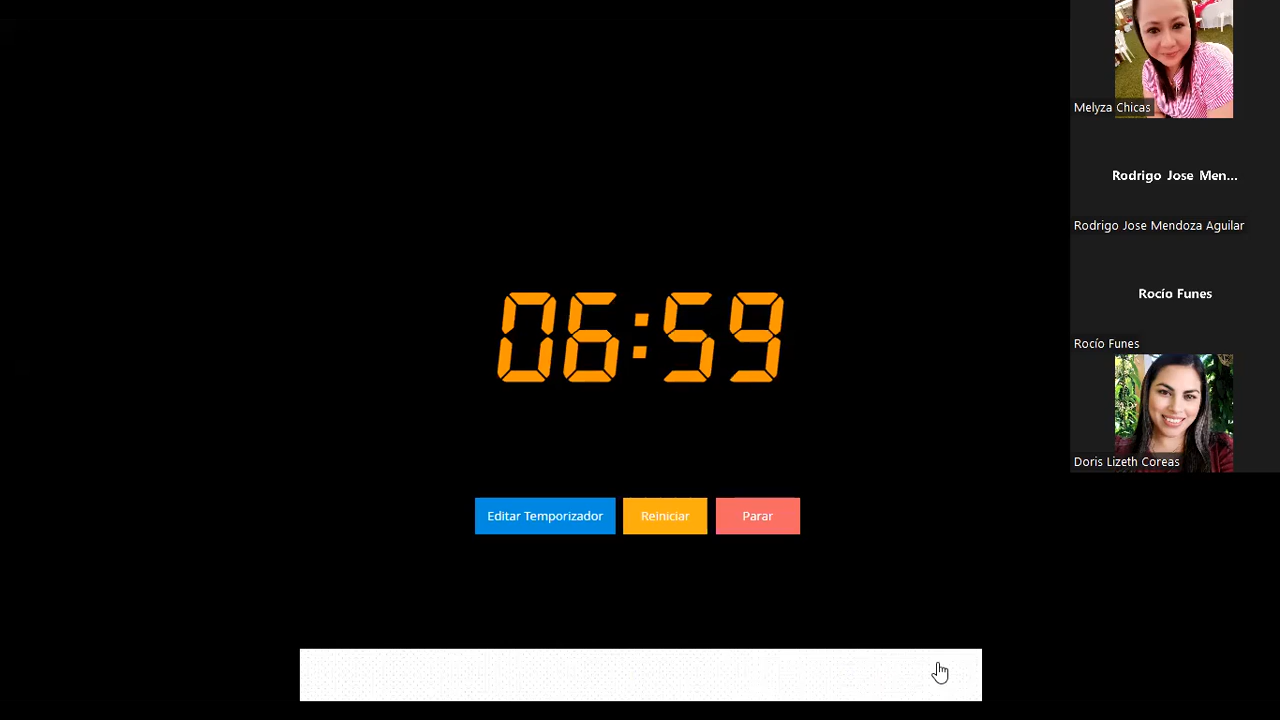 Melyza Chicas
Rodrigo Jose Men...
Rodrigo Jose Mendoza Aguilar
Rocío Funes
Rocío Funes
Doris Lizeth Coreas
06:59
Editar Temporizador
Reiniciar
Parar